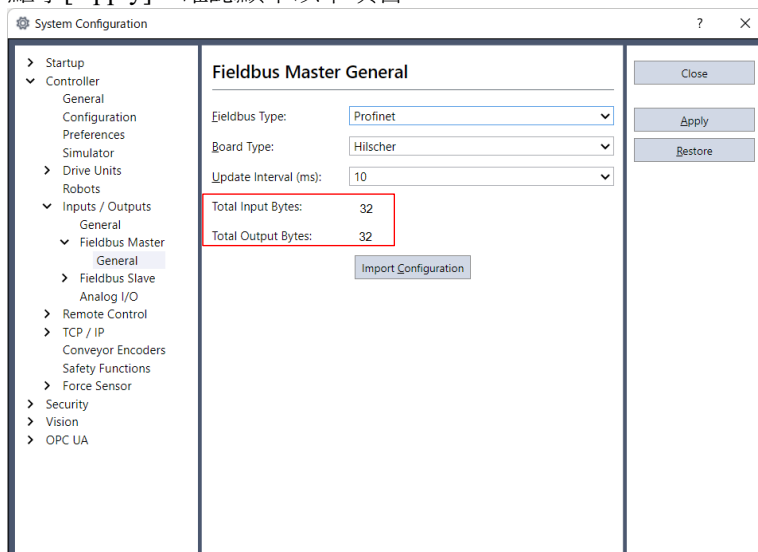 [Apply]
System Configuration
?
Startup
Controller
General
Configuration
Preferences
Simulator
Drive Units
Robots
Inputs / Outputs
General
Fieldbus Master
General
Fieldbus Slave
Analog I/O
Remote Control
TCP / IP
Conveyor Encoders
Safety Functions
Force Sensor
Security
Vision
OPC UA
Fieldbus Master General
Fieldbus Type: Profinet
Board Type: Hilscher
Update Interval (ms): 10
Total Input Bytes: 32
Total Output Bytes: 32
Import Configuration
Close
Apply
Restore